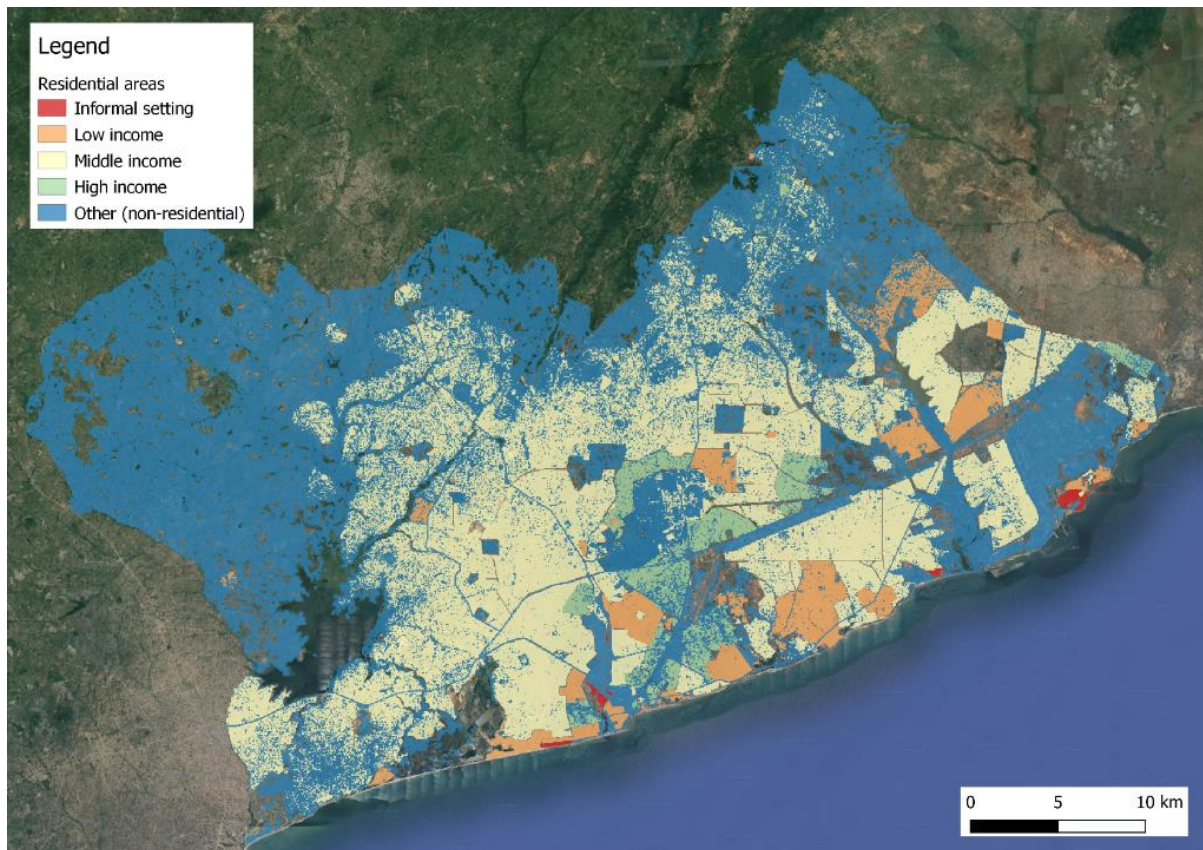 Legend
Residential areas
Informal setting
Low income
Middle income
High income
Other (non-residential)
0 5 10 km